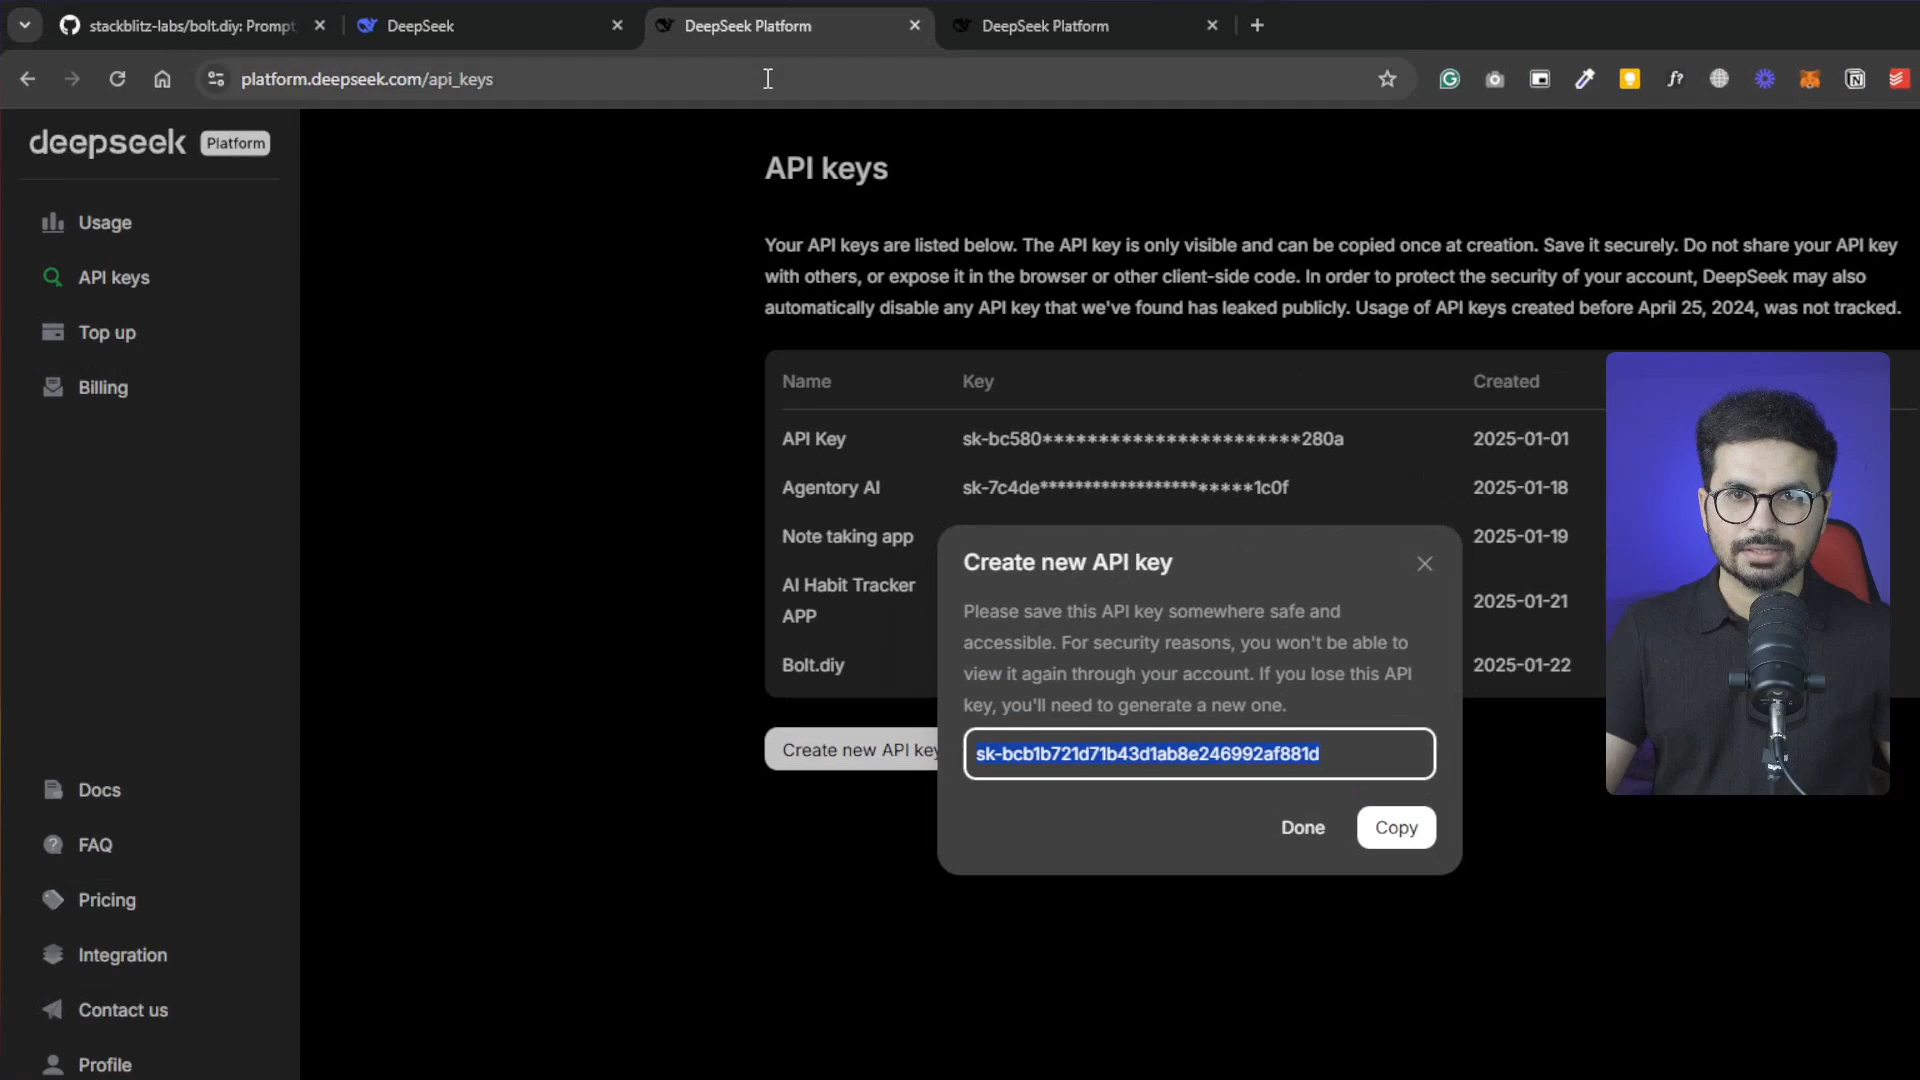 stackblitz-labs/bolt.diy: Prompt,
DeepSeek
DeepSeek Platform
DeepSeek Platform
platform.deepseek.com/api_keys
f?
deepseek
Platform
Usage
API keys
Top up
Billing
Docs
FAQ
Pricing
Integration
Contact us
Profile
API keys
Your API keys are listed below. The API key is only visible and can be copied once at creation. Save it securely. Do not share your API key
with others, or expose it in the browser or other client-side code. In order to protect the security of your account, DeepSeek may also
automatically disable any API key that we've found has leaked publicly. Usage of API keys created before April 25, 2024, was not tracked.
Name Key Created
API Key sk-bc580***********************280a 2025-01-01
Agentory AI sk-7c4de***********************1c0f 2025-01-18
Note taking app 2025-01-19
AI Habit Tracker
APP 2025-01-21
Bolt.diy 2025-01-22
Create new API key
Create new API key
Please save this API key somewhere safe and
accessible. For security reasons, you won't be able to
view it again through your account. If you lose this API
key, you'll need to generate a new one.
sk-bcb1b721d71b43d1ab8e246992af881d
Done
Copy